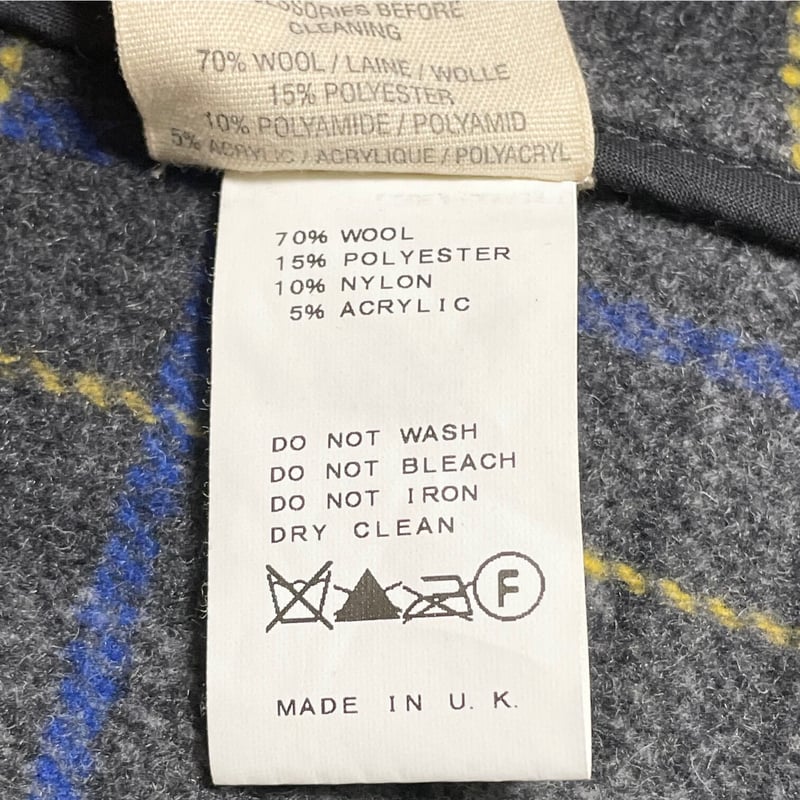 BEFORE
CLEANING
70% WOOL / LAINE / WOLLE
15% POLYESTER
10% POLYAMIDE / POLYAMID
5% ACRYLIC / ACRYLIQUE / POLYACRYL
70% WOOL
15% POLYESTER
10% NYLON
5% ACRYLIC
DO NOT WASH
DO NOT BLEACH
DO NOT IRON
DRY CLEAN
F
MADE IN U. K.